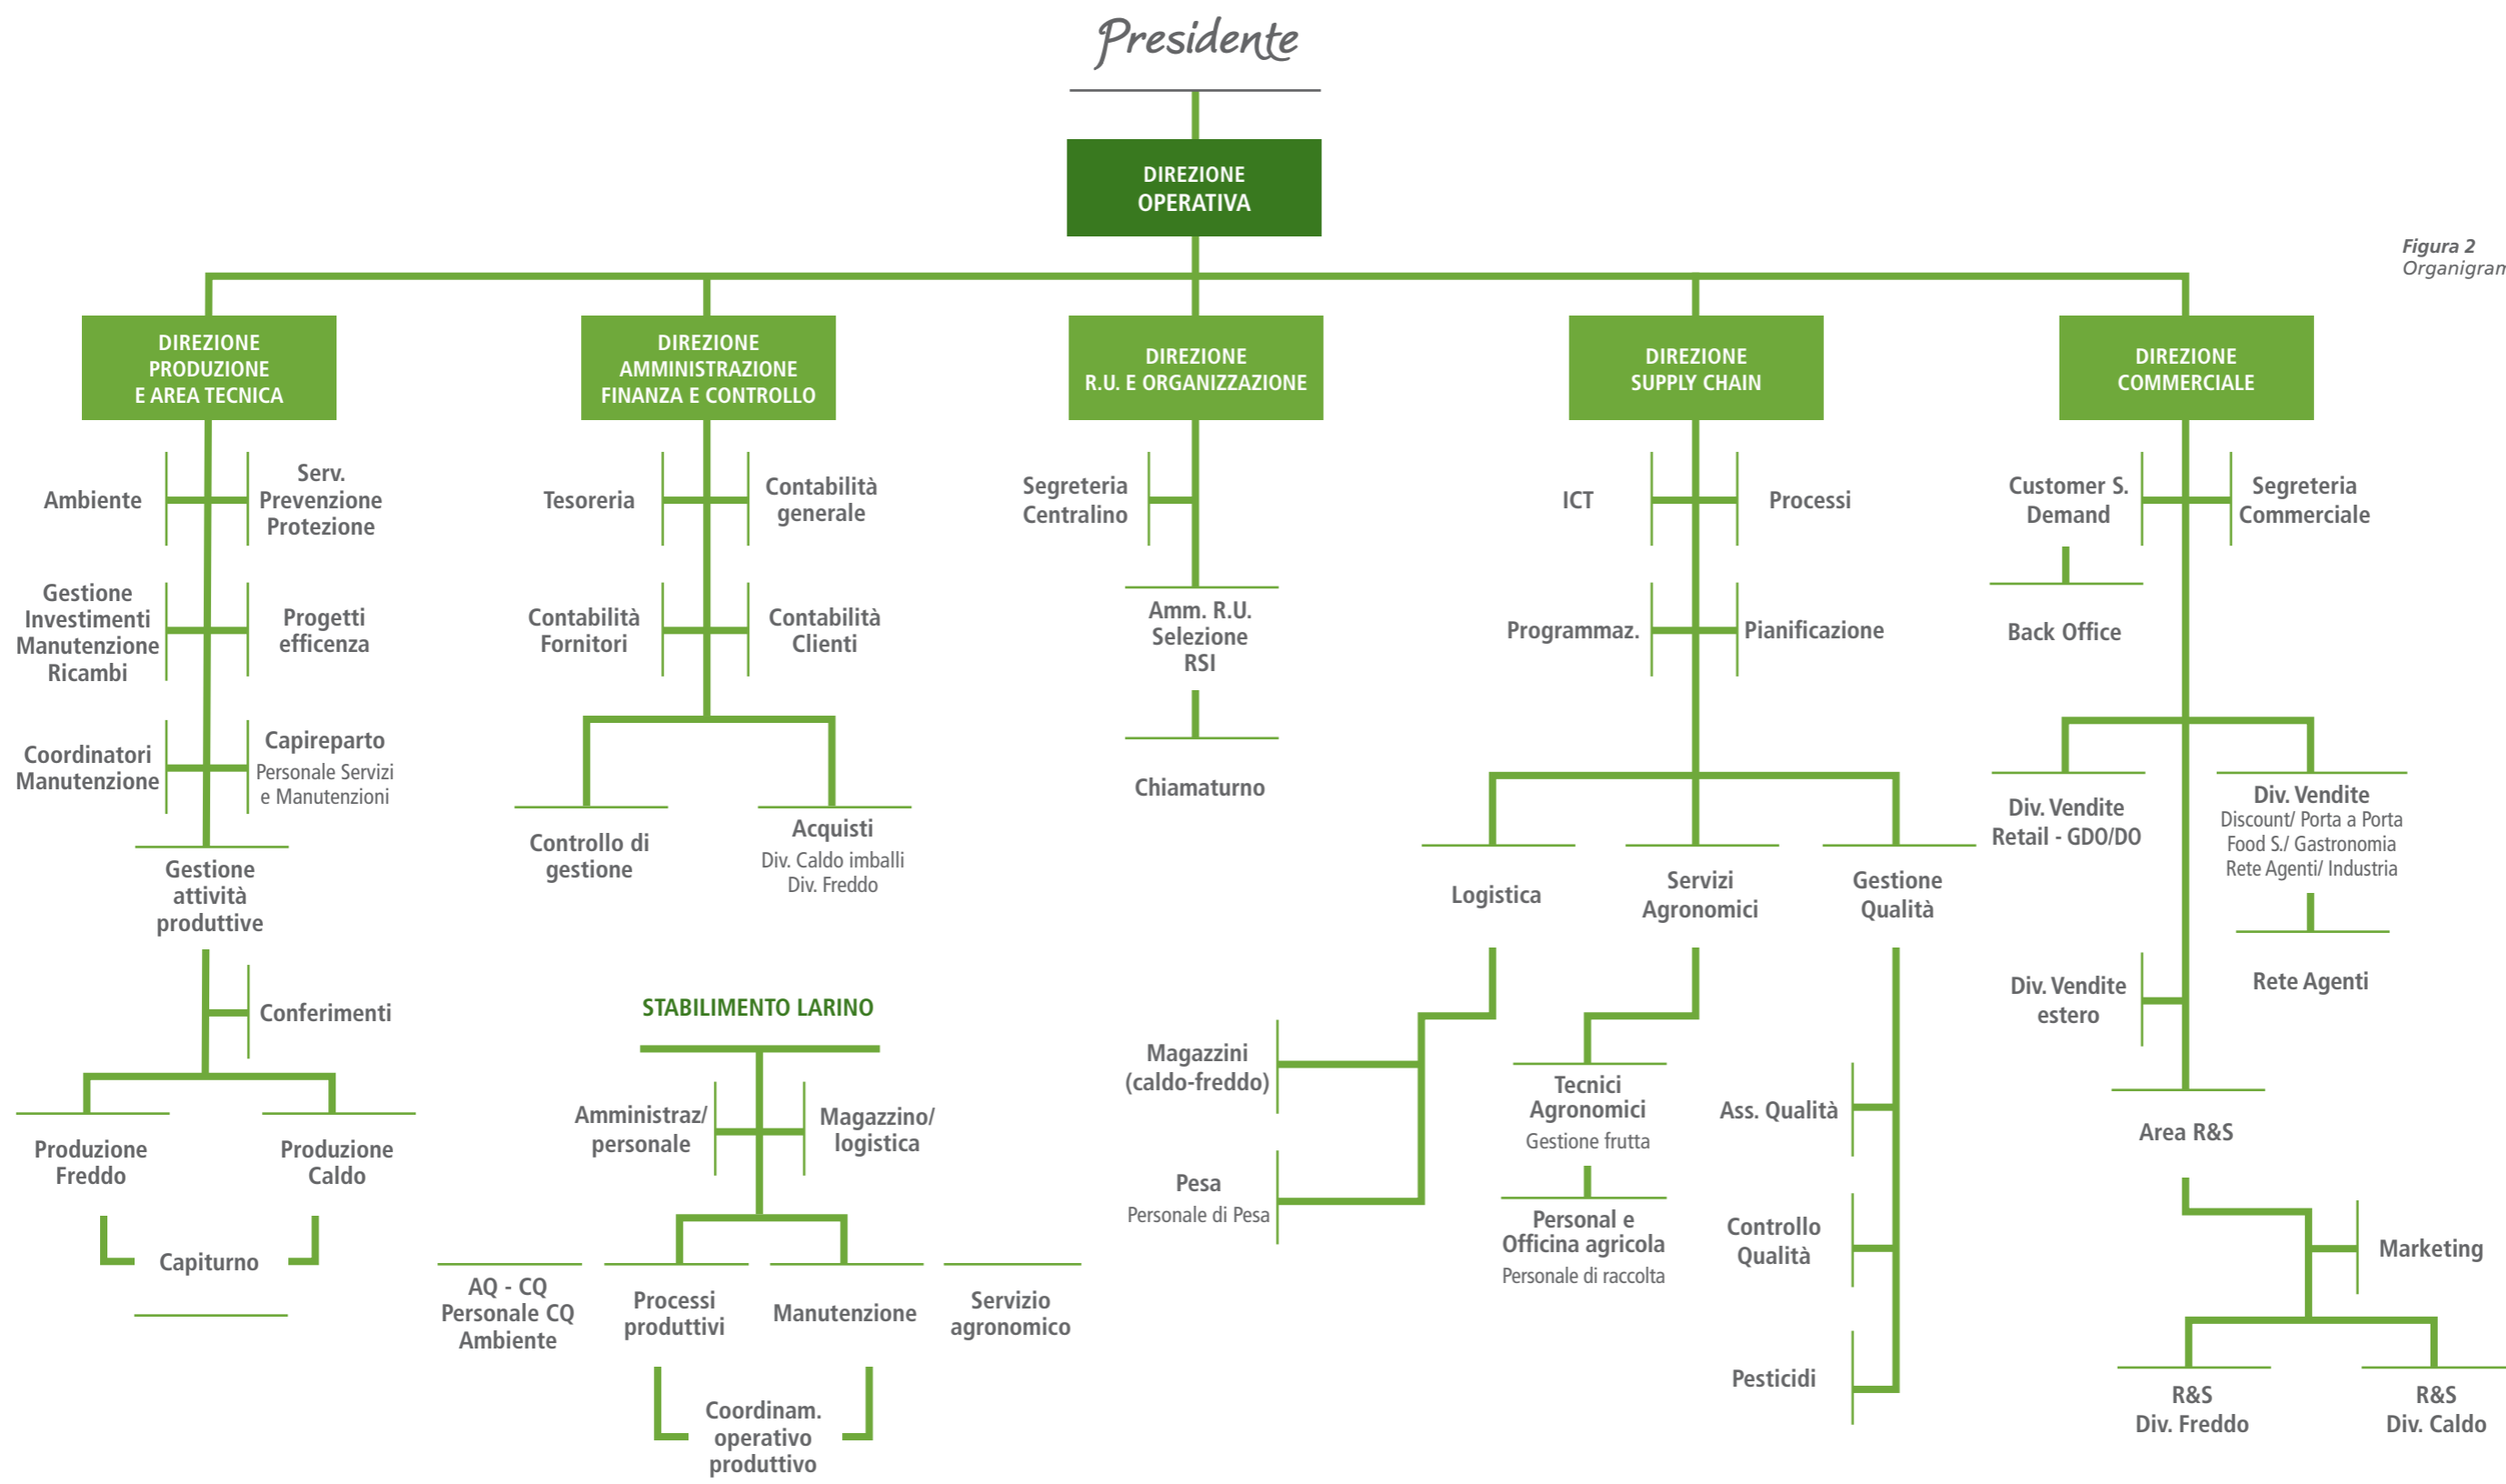 Presidente
DIREZIONE
OPERATIVA
Figura 2
DIREZIONE
PRODUZIONE
E AREA TECNICA
DIREZIONE
AMMINISTRAZIONE
FINANZA E CONTROLLO
DIREZIONE
R.U. E ORGANIZZAZIONE
DIREZIONE
SUPPLY CHAIN
DIREZIONE
COMMERCIALE
Ambiente
Serv.
Prevenzione
Protezione
Gestione
Investimenti
Manutenzione
Ricambi
Progetti
efficenza
Coordinatori
Manutenzione
Capireparto
Personale Servizi
e Manutenzioni
Gestione
attività
produttive
Conferimenti
Produzione
Freddo
Produzione
Caldo
Capiturno
Tesoreria
Contabilità
generale
Contabilità
Fornitori
Contabilità
Clienti
Controllo di
gestione
Acquisti
Div. Caldo imballi
Div. Freddo
STABILIMENTO LARINO
Amministraz/
personale
Magazzino/
logistica
AQ - CQ
Personale CQ
Ambiente
Processi
produttivi
Manutenzione
Servizio
agronomico
Coordinam.
operativo
produttivo
Segreteria
Centralino
Amm. R.U.
Selezione
RSI
Chiamaturno
ICT
Processi
Programmaz.
Pianificazione
Logistica
Servizi
Agronomici
Gestione
Qualità
Magazzini
(caldo-freddo)
Pesa
Personale di Pesa
Tecnici
Agronomici
Gestione frutta
Personal e
Officina agricola
Personale di raccolta
Ass. Qualità
Controllo
Qualità
Pesticidi
Customer S.
Demand
Segreteria
Commerciale
Back Office
Div. Vendite
Retail - GDO/DO
Div. Vendite
Discount/ Porta a Porta
Food S./ Gastronomia
Rete Agenti/ Industria
Rete Agenti
Div. Vendite
estero
Area R&S
Marketing
R&S
Div. Freddo
R&S
Div. Caldo